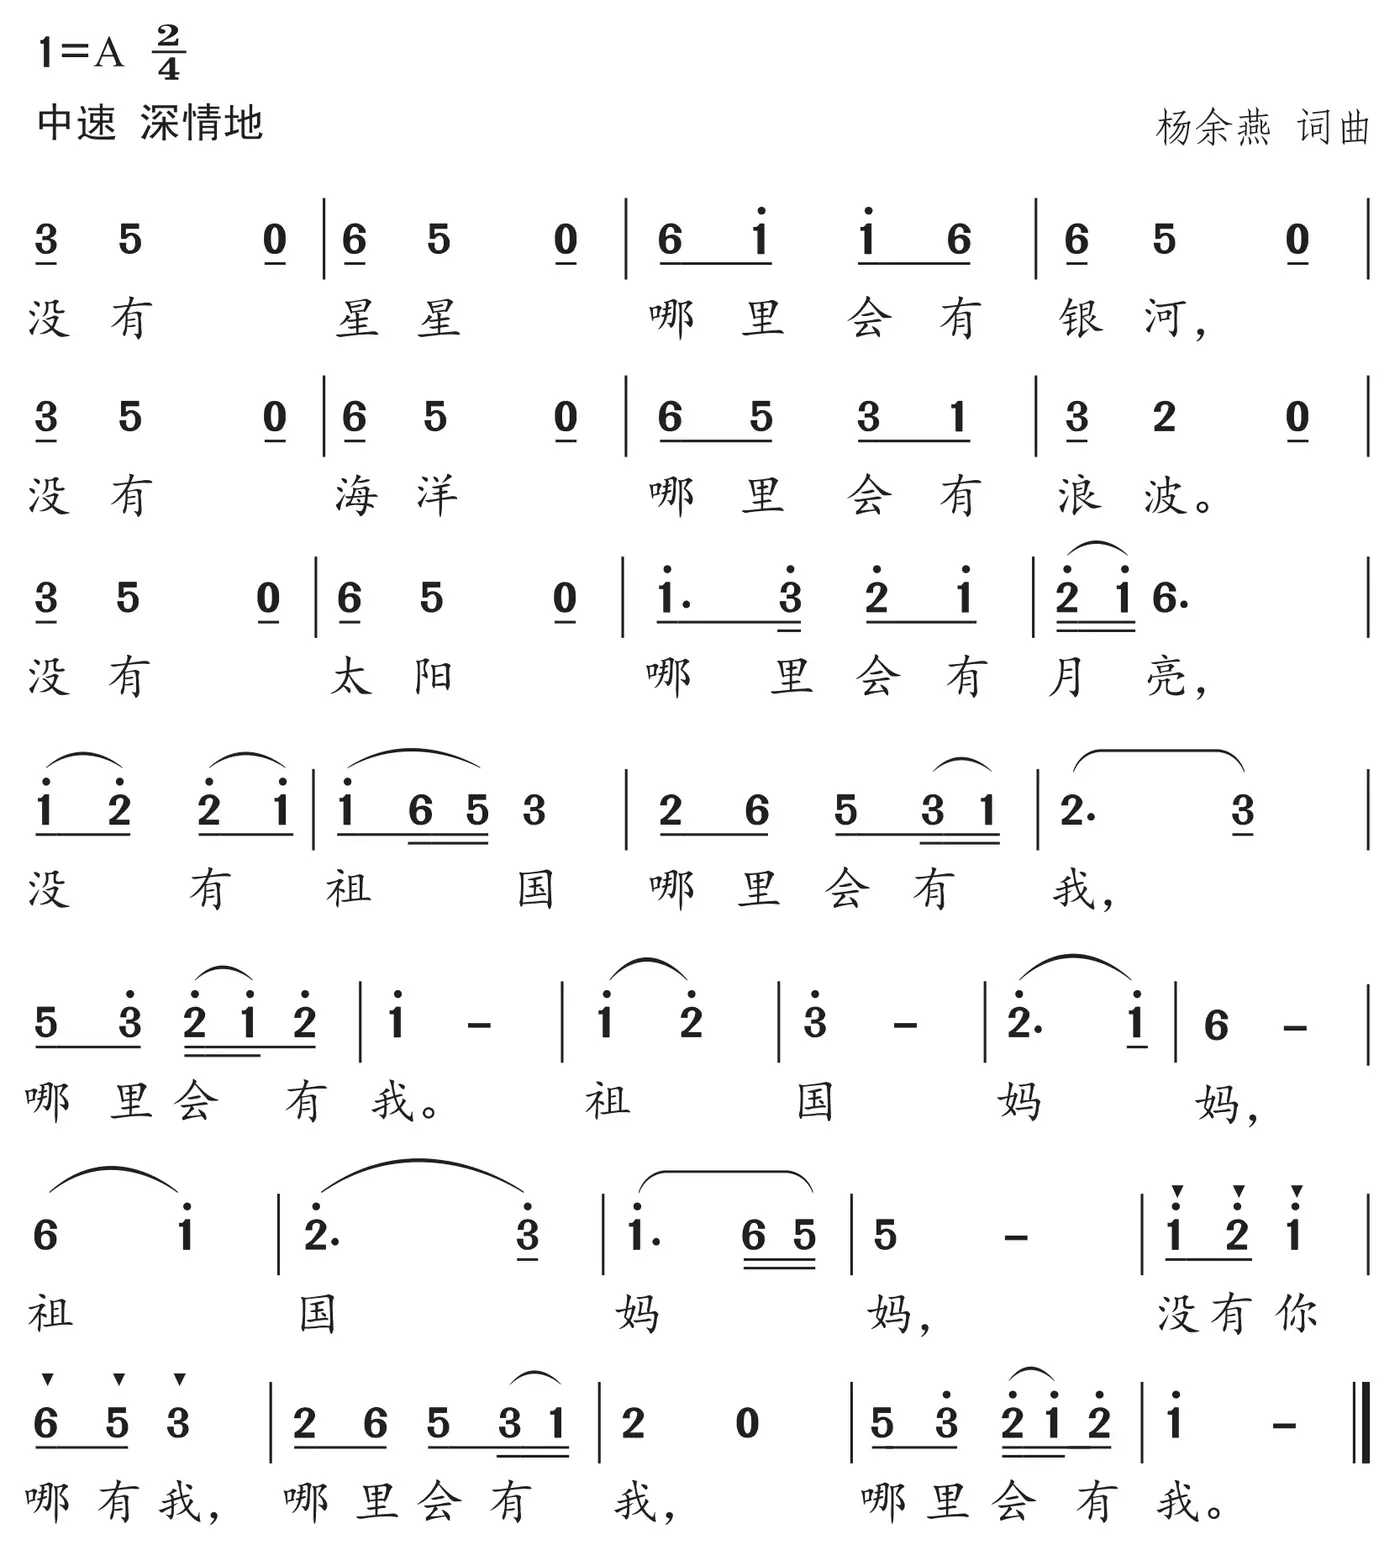 1=A 2/4
中速 深情地
杨余燕 词曲
3 5 0 | 6 5 0 | 6 i̇ i̇ 6 | 6 5 0 |
没有 星星 哪里会有银河，
3 5 0 | 6 5 0 | 6 5 3 1 | 3 2 0 |
没有 海洋 哪里会有浪波。
3 5 0 | 6 5 0 | 1̇. 3̇ 2̇ 1̇ | 2̇ 1̇ 6. |
没有 太阳 哪里会有月亮，
1̇ 2̇ 2̇ 1̇ | 1̇ 6 5 3 | 2 6 5 3 1 | 2. 3 |
没有祖国哪里会有我，
5 3̇ 2̇ 1̇ 2̇ | 1̇ – | 1̇ 2̇ | 3̇ – | 2̇. 1̇ | 6 – |
哪里会有我。 祖国妈妈，
6 1̇ | 2̇. 3̇ | 1̇. 6 5 | 5 – | 1̇ 2̇ 1̇ |
祖国妈妈， 没有你
6 5 3 | 2 6 5 3 1 | 2 0 | 5 3̇ 2̇ 1̇ 2̇ | 1̇ – ‖
哪有我，哪里会有我， 哪里会有我。